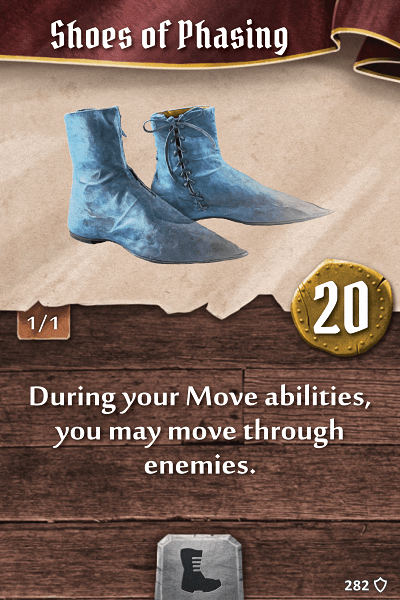 Shoes of Phasing
1/1
20
During your Move abilities,
you may move through
enemies.
282